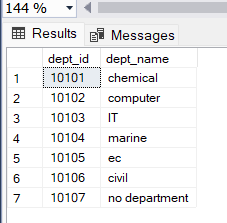 144 %
Results Messages
dept_id dept_name
1 10101 chemical
2 10102 computer
3 10103 IT
4 10104 marine
5 10105 ec
6 10106 civil
7 10107 no department